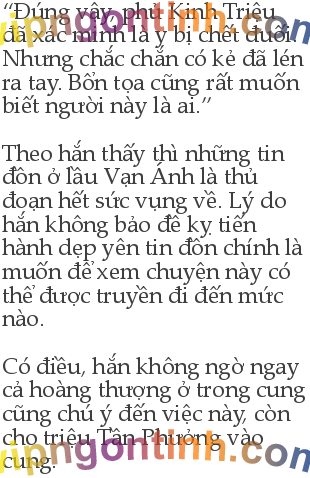 “Đúng vậy, phủ Kinh Triệu
đã xác minh là y bị chết đuối.
Nhưng chắc chắn có kẻ đã lén
ra tay. Bổn tọa cũng rất muốn
biết người này là ai.”
Theo hắn thấy thì những tin
đồn ở lầu Vạn Ánh là thủ
đoạn hết sức vụng về. Lý do
hắn không bảo đề kỵ tiến
hành dẹp yên tin đồn chính là
muốn để xem chuyện này có
thể được truyền đi đến mức
nào.
Có điều, hắn không ngờ ngay
cả hoàng thượng ở trong cung
cũng chú ý đến việc này, còn
cho triệu Tần Phưởng vào
cung.
vipngontinh.com
vipngontinh.com